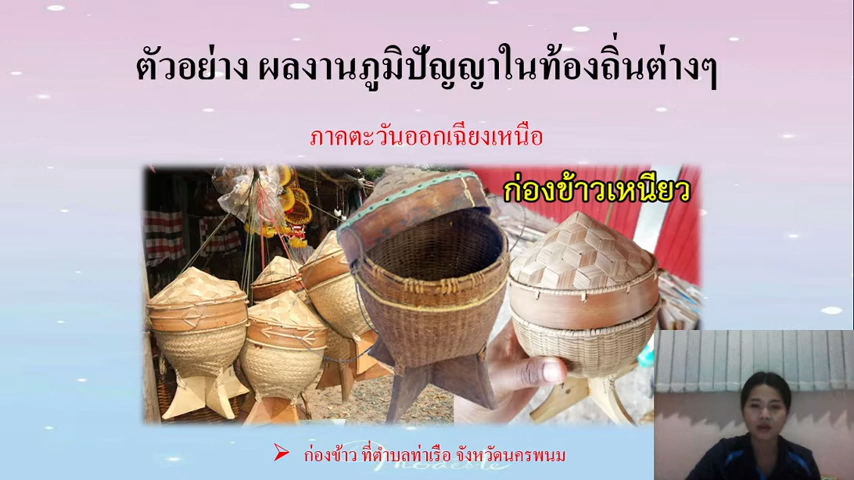 ตัวอย่าง ผลงานภูมิปัญญาในท้องถิ่นต่างๆ
ภาคตะวันออกเฉียงเหนือ
ก่องข้าวเหนียว
ก่องข้าว ที่ตำบลท่าเรือ จังหวัดนครพนม